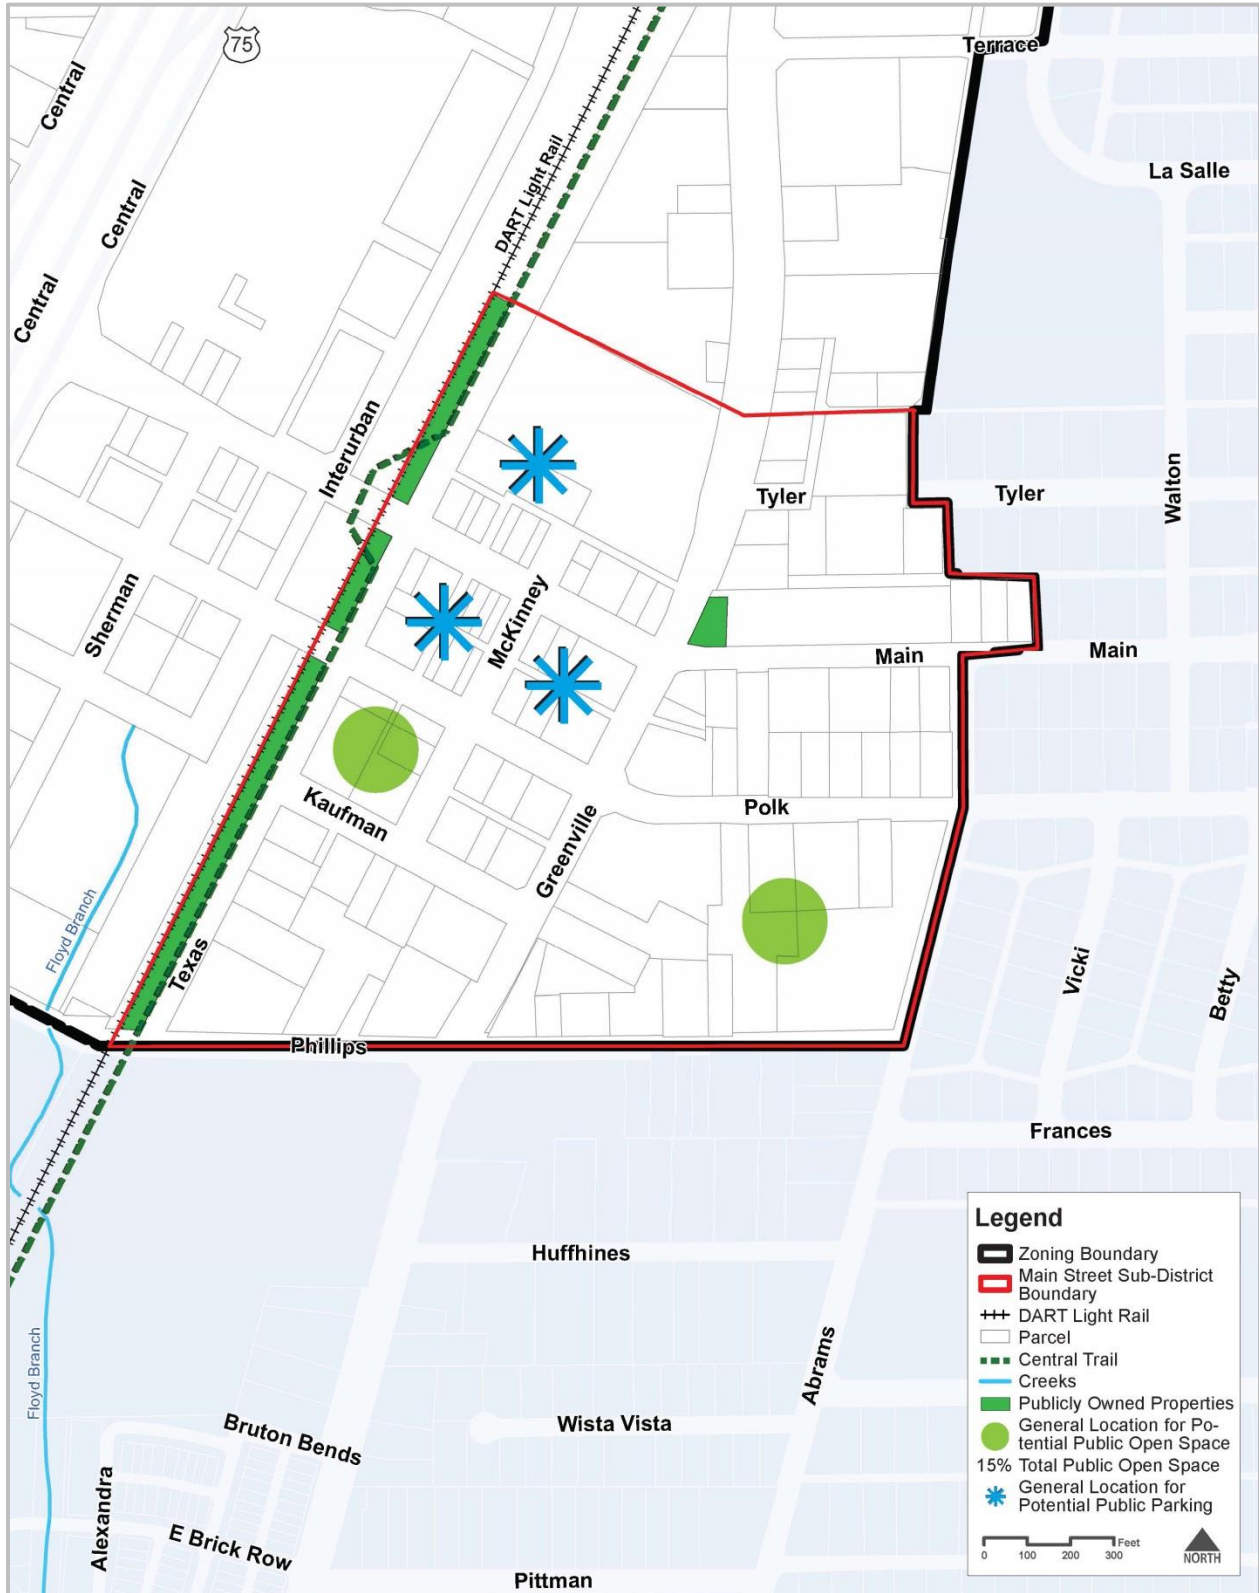 75
Terrace
Central
DART Light Rail
La Salle
Central
Central
Interurban
Tyler
Tyler
Walton
Sherman
McKinney
Main
Main
Kaufman
Polk
Greenville
Floyd Branch
Texas
Vicki
Betty
Phillips
Frances
Huffhines
Abrams
Floyd Branch
Wista Vista
Bruton Bends
Alexandra
E Brick Row
Pittman
Legend
Zoning Boundary
Main Street Sub-District
Boundary
DART Light Rail
Parcel
Central Trail
Creeks
Publicly Owned Properties
General Location for Po-
tential Public Open Space
15% Total Public Open Space
General Location for
Potential Public Parking
Feet
0 100 200 300
NORTH